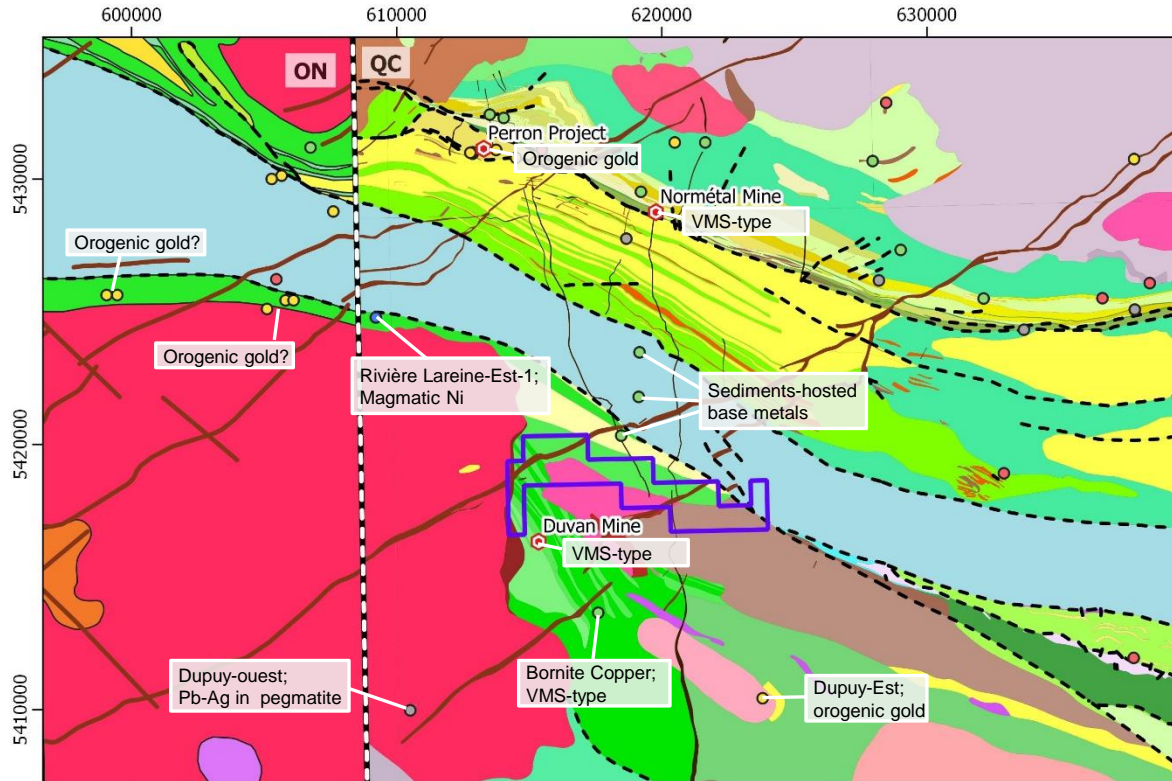 600000
610000
620000
630000
ON
QC
Perron Project
Orogenic gold
5430000
Normétal Mine
VMS-type
Orogenic gold?
Orogenic gold?
Rivière Lareine-Est-1;
Magmatic Ni
Sediments-hosted
base metals
5420000
Duvan Mine
VMS-type
Dupuy-ouest;
Pb-Ag in pegmatite
Bornite Copper;
VMS-type
Dupuy-Est;
orogenic gold
5410000